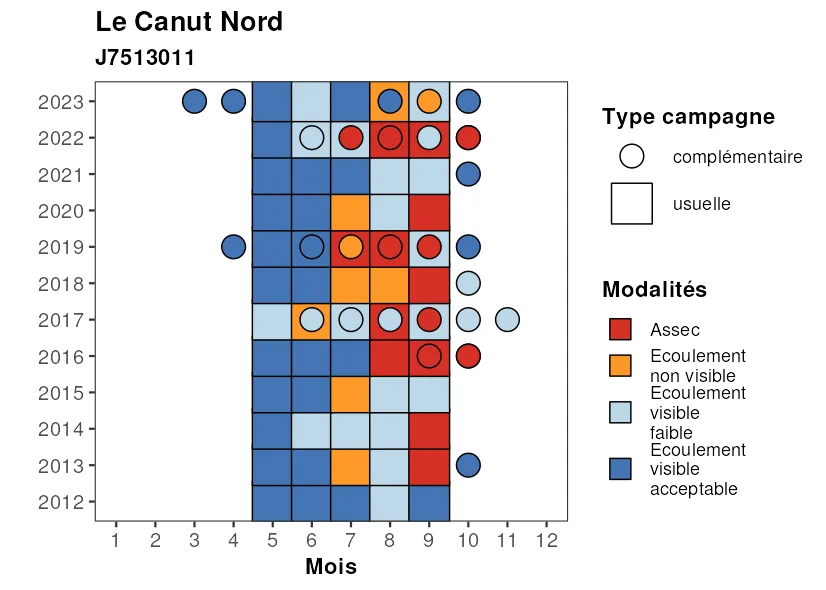 Le Canut Nord
J7513011
2023
2022
2021
2020
2019
2018
2017
2016
2015
2014
2013
2012
1 2 3 4 5 6 7 8 9 10 11 12
Mois
Type campagne
complémentaire
usuelle
Modalités
Assec
Ecoulement
non visible
Ecoulement
visible
faible
Ecoulement
visible
acceptable